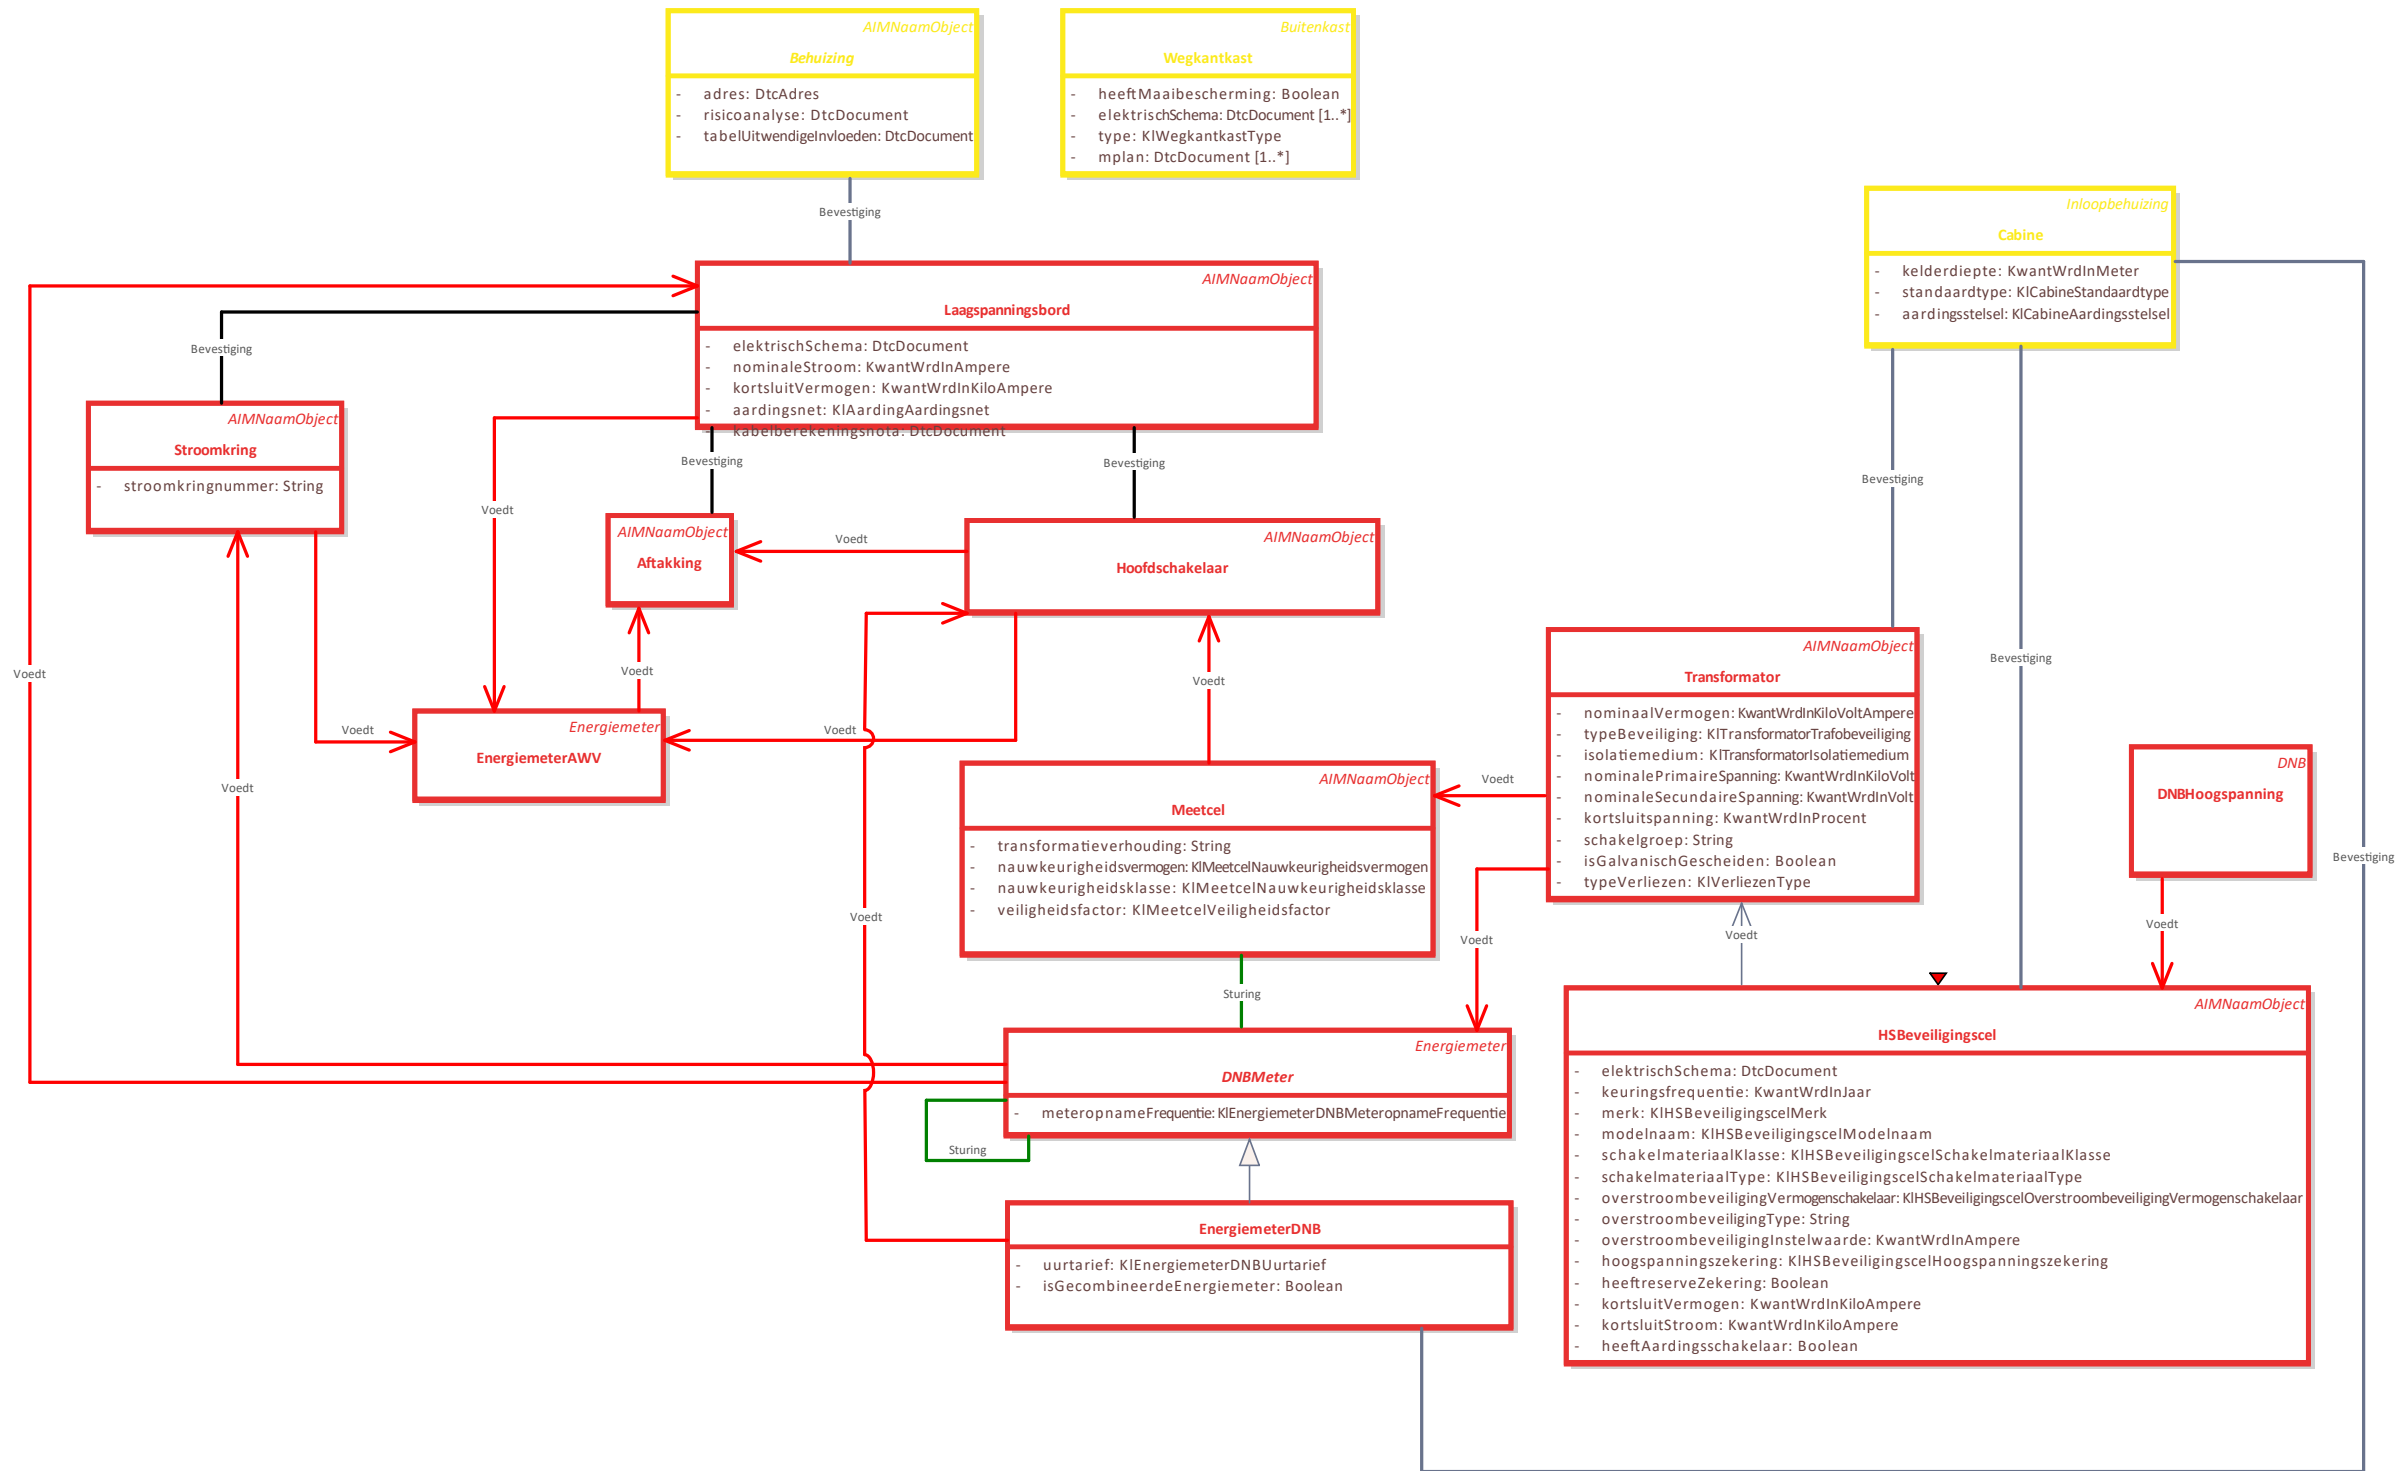 AIMNaamObject
Behuizing
- adres: DtcAdres
- risicoanalyse: DtcDocument
- tabelUitwendigeInvloeden: DtcDocument
Buitenkast
Wegkantkast
- heeftMaaibescherming: Boolean
- elektrischSchema: DtcDocument [1..*]
- type: KlWegkantkastType
- mplan: DtcDocument [1..*]
Inloopbehuizing
Cabine
- kelderdiepte: KwantWrdInMeter
- standaardtype: KlCabineStandaardtype
- aardingsstelsel: KlCabineAardingsstelsel
Bevestiging
AIMNaamObject
Laagspanningsbord
- elektrischSchema: DtcDocument
- nominaleStroom: KwantWrdInAmpere
- kortsluitVermogen: KwantWrdInKiloAmpere
- aardingsnet: KlAardingAardingsnet
- kabelberekeningsnota: DtcDocument
Bevestiging
AIMNaamObject
Stroomkring
- stroomkringnummer: String
Bevestiging
Bevestiging
Bevestiging
Voedt
AIMNaamObject
Aftakking
Voedt
AIMNaamObject
Hoofdschakelaar
Voedt
Voedt
Voedt
Bevestiging
Voedt
Voedt
Energiemeter
EnergiemeterAWV
AIMNaamObject
Transformator
- nominaalVermogen: KwantWrdInKiloVoltAmpere
- typeBeveiliging: KlTransformatorTrafobeveiliging
- isolatiemedium: KlTransformatorIsolatiemedium
- nominalePrimaireSpanning: KwantWrdInKiloVolt
- nominaleSecundaireSpanning: KwantWrdInVolt
- kortsluitspanning: KwantWrdInProcent
- schakelgroep: String
- isGalvanischGescheiden: Boolean
- typeVerliezen: KlVerliezenType
AIMNaamObject
Meetcel
- transformatieverhouding: String
- nauwkeurigheidsvermogen: KlMeetcelNauwkeurigheidsvermogen
- nauwkeurigheidsklasse: KlMeetcelNauwkeurigheidsklasse
- veiligheidsfactor: KlMeetcelVeiligheidsfactor
Voedt
DNB
DNBHoogspanning
Bevestiging
Voedt
Voedt
Voedt
Voedt
Voedt
Sturing
Energiemeter
DNBMeter
- meteropnameFrequentie: KlEnergiemeterDNBMeteropnameFrequentie
Sturing
EnergiemeterDNB
- uurtarief: KlEnergiemeterDNBUurtarief
- isGecombineerdeEnergiemeter: Boolean
AIMNaamObject
HSBeveiligingscel
- elektrischSchema: DtcDocument
- keuringsfrequentie: KwantWrdInJaar
- merk: KlHSBeveiligingscelMerk
- modelnaam: KlHSBeveiligingscelModelnaam
- schakelmateriaalKlasse: KlHSBeveiligingscelSchakelmateriaalKlasse
- schakelmateriaalType: KlHSBeveiligingscelSchakelmateriaalType
- overstroombeveiligingVermogenschakelaar: KlHSBeveiligingscelOverstroombeveiligingVermogenschakelaar
- overstroombeveiligingType: String
- overstroombeveiligingInstelwaarde: KwantWrdInAmpere
- hoogspanningszekering: KlHSBeveiligingscelHoogspanningszekering
- heeftreserveZekering: Boolean
- kortsluitVermogen: KwantWrdInKiloAmpere
- kortsluitStroom: KwantWrdInKiloAmpere
- heeftAardingsschakelaar: Boolean